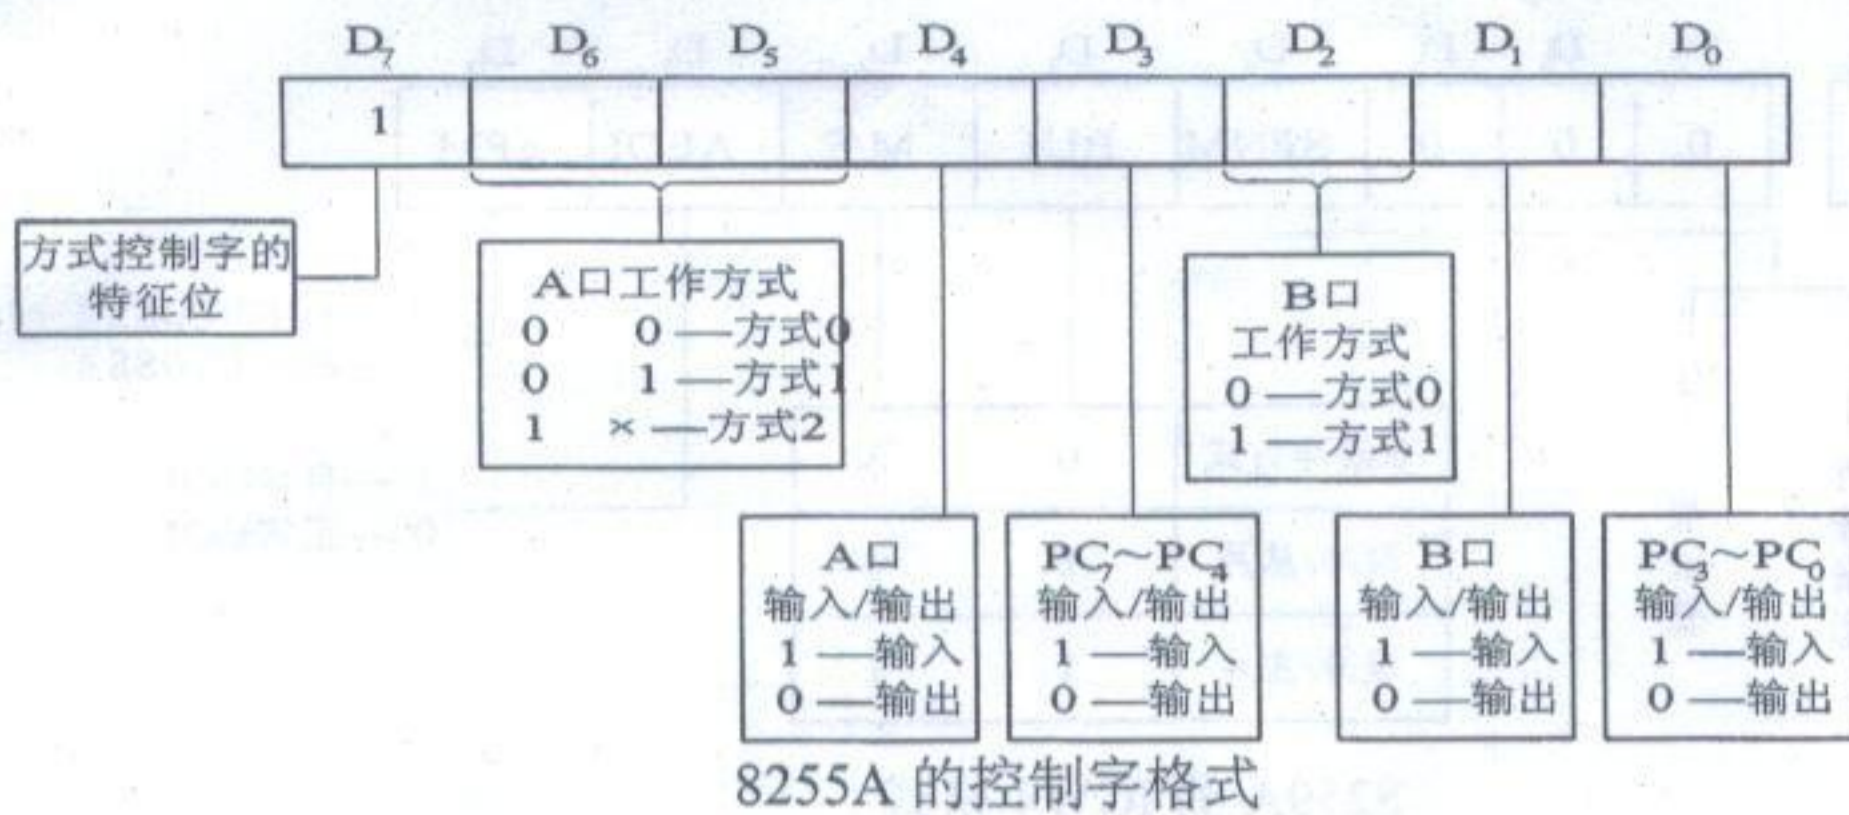 D₇ D₆ D₅ D₄ D₃ D₂ D₁ D₀
1
方式控制字的
特征位
A口工作方式
0 0 —方式0
0 1 —方式1
1 × —方式2
B口
工作方式
0 —方式0
1 —方式1
A口
输入/输出
1 —输入
0 —输出
PC₇~PC₄
输入/输出
1 —输入
0 —输出
B口
输入/输出
1 —输入
0 —输出
PC₃~PC₀
输入/输出
1 —输入
0 —输出
8255A 的控制字格式